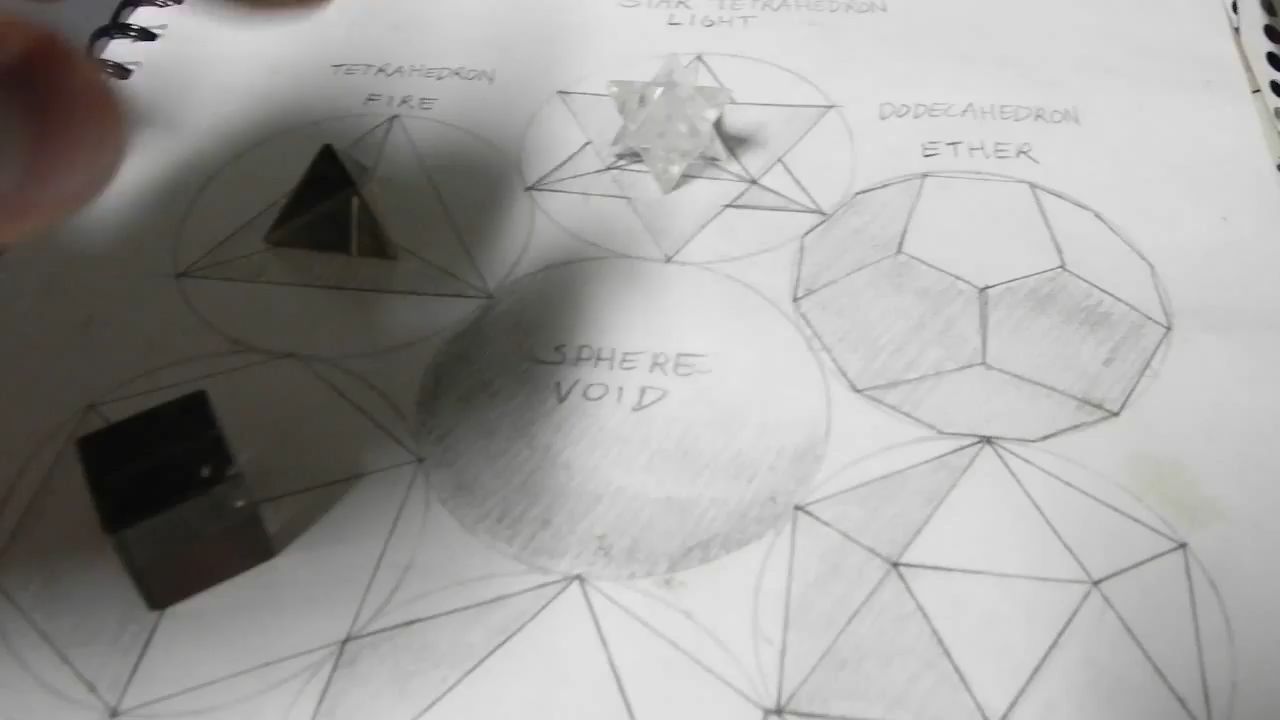 STAR TETRAHEDRON
LIGHT
TETRAHEDRON
FIRE
DODECAHEDRON
ETHER
SPHERE
VOID